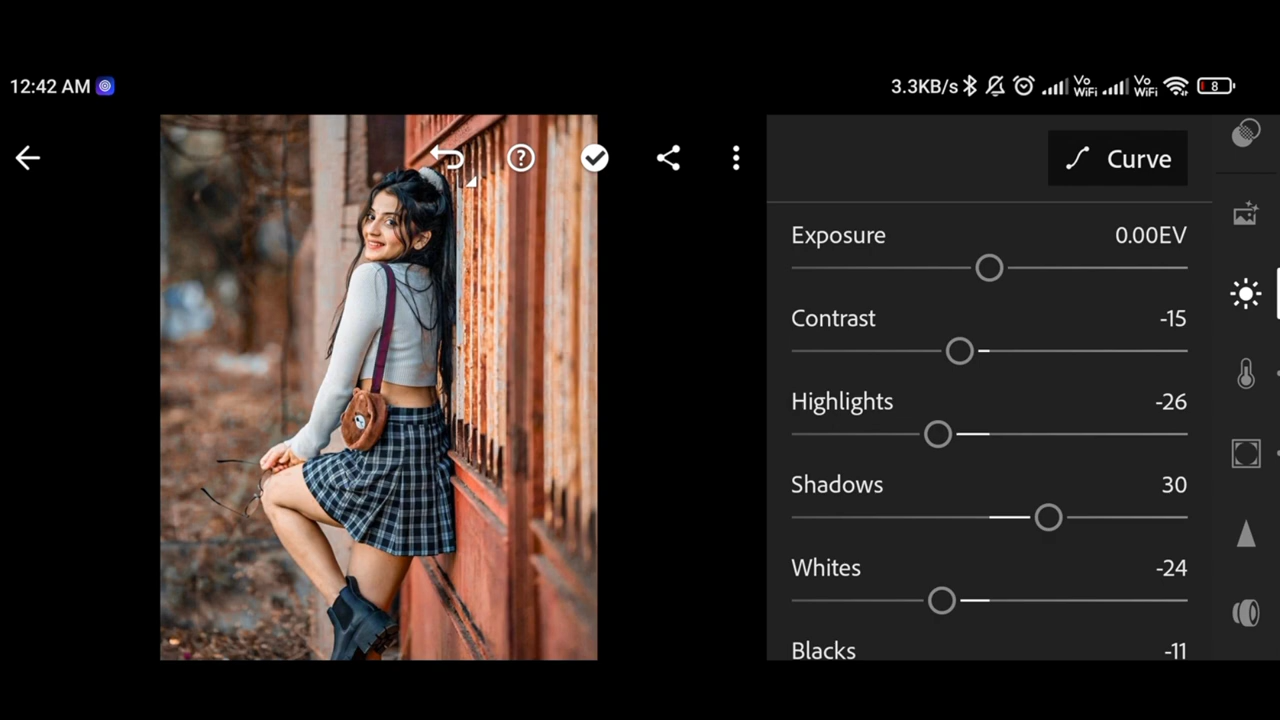 12:42 AM
3.3KB/s
Vo
WiFi
Vo
WiFi
8
?
Curve
Exposure 0.00EV
Contrast -15
Highlights -26
Shadows 30
Whites -24
Blacks -11